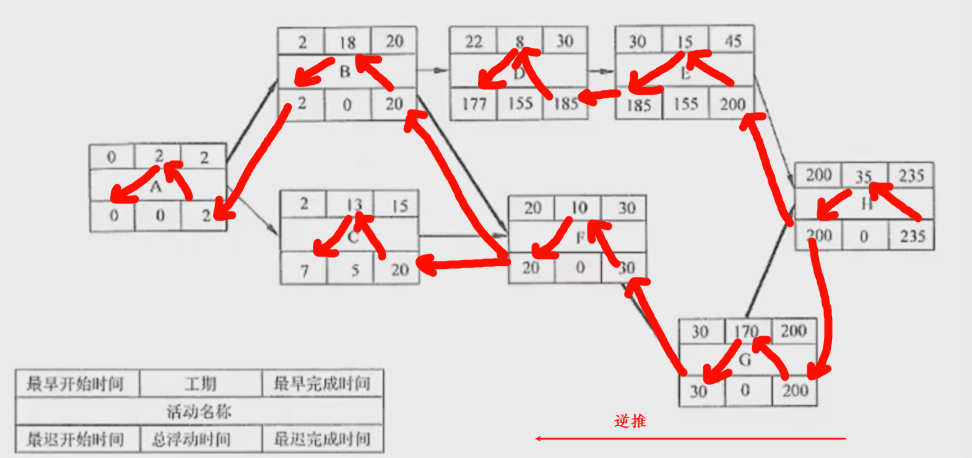 2 18 20
B
2 0 20
22 8 30
D
177 155 185
30 15 45
E
185 155 200
0 2 2
A
0 0 2
2 13 15
C
7 5 20
20 10 30
F
20 0 30
200 35 235
H
200 0 235
30 170 200
G
30 0 200
最早开始时间 工期 最早完成时间
活动名称
最迟开始时间 总浮动时间 最迟完成时间
逆推